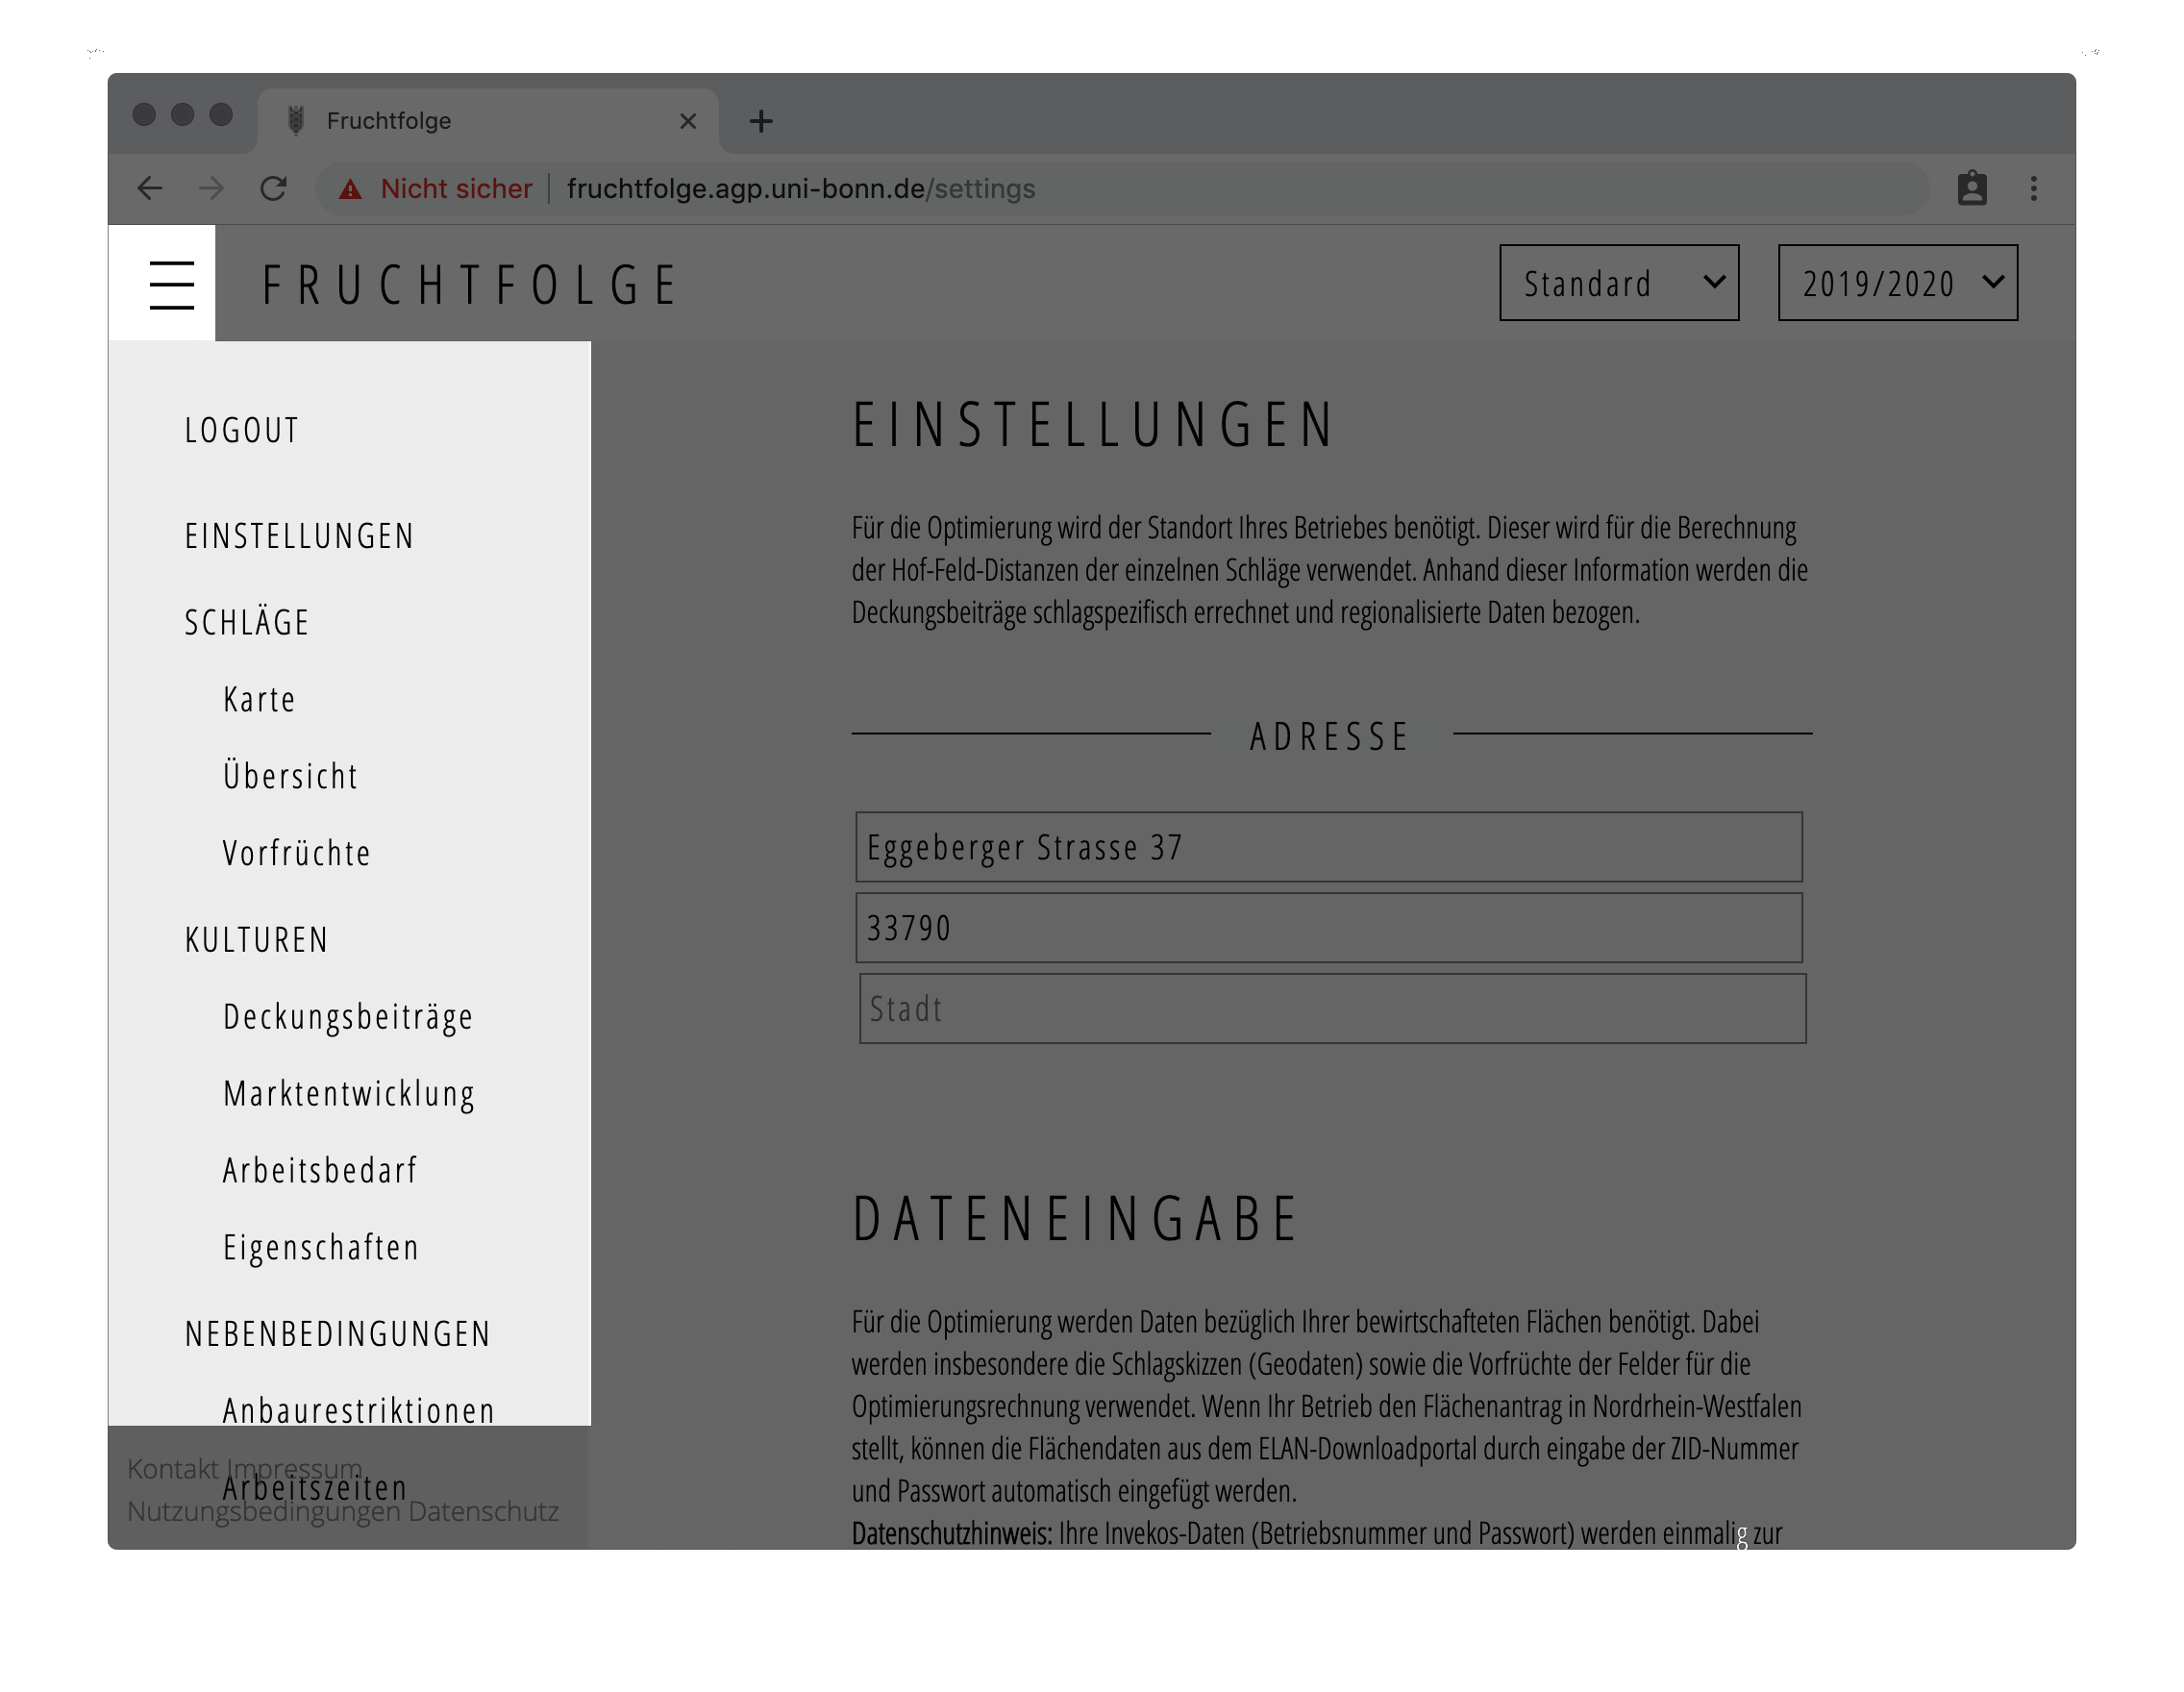 Fruchtfolge
Nicht sicher
fruchtfolge.agp.uni-bonn.de/settings
FRUCHTFOLGE
Standard
2019/2020
LOGOUT
EINSTELLUNGEN
SCHLÄGE
Karte
Übersicht
Vorfrüchte
KULTUREN
Deckungsbeiträge
Marktentwicklung
Arbeitsbedarf
Eigenschaften
NEBENBEDINGUNGEN
Anbaurestriktionen
Arbeitszeiten
Kontakt Impressum
Nutzungsbedingungen Datenschutz
EINSTELLUNGEN
Für die Optimierung wird der Standort Ihres Betriebes benötigt. Dieser wird für die Berechnung
der Hof-Feld-Distanzen der einzelnen Schläge verwendet. Anhand dieser Information werden die
Deckungsbeiträge schlagspezifisch errechnet und regionalisierte Daten bezogen.
ADRESSE
Eggeberger Strasse 37
33790
Stadt
DATENEINGABE
Für die Optimierung werden Daten bezüglich Ihrer bewirtschafteten Flächen benötigt. Dabei
werden insbesondere die Schlagskizzen (Geodaten) sowie die Vorfrüchte der Felder für die
Optimierungsrechnung verwendet. Wenn Ihr Betrieb den Flächenantrag in Nordrhein-Westfalen
stellt, können die Flächendaten aus dem ELAN-Downloadportal durch eingabe der ZID-Nummer
und Passwort automatisch eingefügt werden.
Datenschutzhinweis: Ihre Invekos-Daten (Betriebsnummer und Passwort) werden einmalig zur